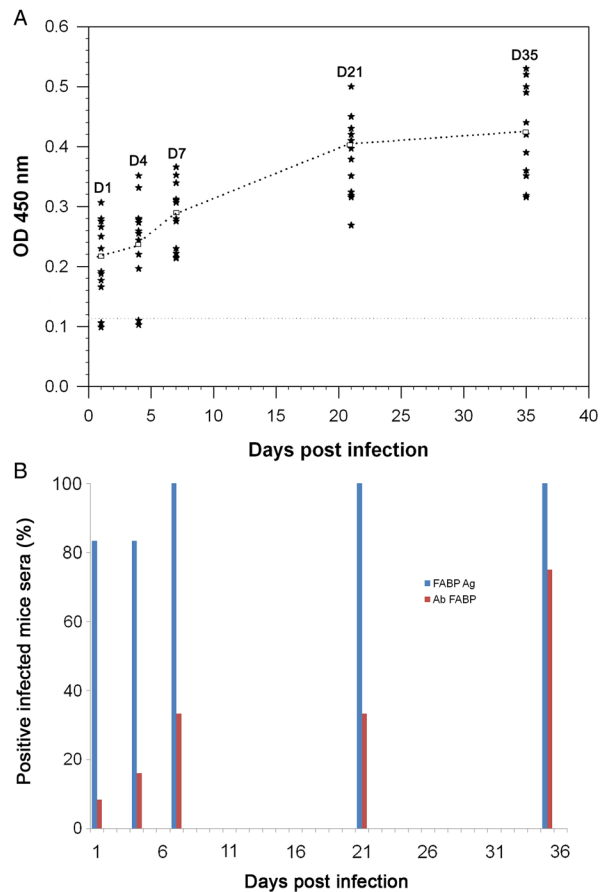 A
0.6
0.5
0.4
0.3
0.2
0.1
0.0
OD 450 nm
D1
D4
D7
D21
D35
0 5 10 15 20 25 30 35 40
Days post infection
B
100
80
60
40
20
0
Positive infected mice sera (%)
FABP Ag
Ab FABP
1 6 11 16 21 26 31 36
Days post infection